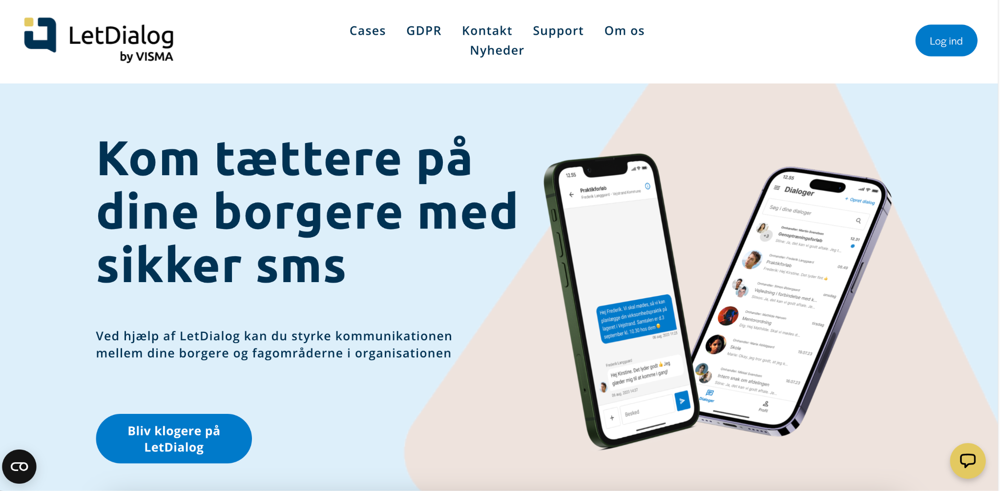 LetDialog
by VISMA
Cases GDPR Kontakt Support Om os
Nyheder
Log ind
Kom tættere på
dine borgere med
sikker sms
Ved hjælp af LetDialog kan du styrke kommunikationen
mellem dine borgere og fagområderne i organisationen
Bliv klogere på
LetDialog
12.55
Praktikforløb
Frederik Langgaard - Vejstrand Kommune
Hej Frederik. Vi skal mødes, så vi kan
planlægge din virksomhedspraktik på
lageret i Vejstrand. Samtalen er d.3
september kl. 10.30 hos dem 😊
06 aug. 2023 11:25
Frederik Langgaard
Hej Kirstine. Det lyder godt 👍 Jeg
glæder mig til at komme i gang!
06 aug. 2023 14:37
+
Besked
12.55
Dialoger
+ Opret dialog
Søg i dine dialoger
+3
Omhandler: Martin Svendsen
Genoptræningsforløb
12.31
Stine: Ja, det kan vi godt aftale. Jeg t...
Omhandler: Frederik Langgaard
Praktikforløb
08.49
Frederik: Hej Kirstine. Det lyder fint 👍
Omhandler: Simon Østergaard
Vejledning i forbindelse med k...
onsdag
Simon: Ja, det kan vi godt aftale. Je...
Omhandler: Mathilde Hansen
Mentorordning
tirsdag
Dig: Hej Mathilde. Skal vi mødes d...
Omhandler: Marie Abildgaard
Skole
19.07.23
Marie: Okay, jeg tror godt, at jeg k...
Omhandler: Mikkel Svendsen
Intern snak om afdelingen
16.07.23
Stine: Ja, det kan vi godt aftale. Je...
Dialoger
Profil